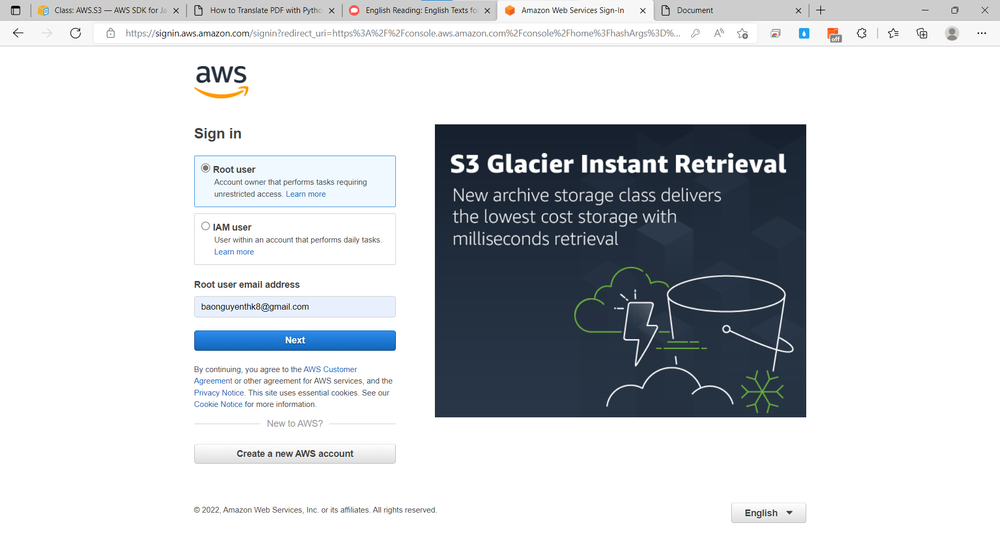 Class: AWS.S3 — AWS SDK for Ja
How to Translate PDF with Pytho
English Reading: English Texts fo
Amazon Web Services Sign-In
Document
https://signin.aws.amazon.com/signin?redirect_uri=https%3A%2F%2Fconsole.aws.amazon.com%2Fconsole%2Fhome%3FhashArgs%3D%...
off
aws
Sign in
Root user
Account owner that performs tasks requiring
unrestricted access. Learn more
IAM user
User within an account that performs daily tasks.
Learn more
Root user email address
baonguyenthk8@gmail.com
Next
By continuing, you agree to the AWS Customer
Agreement or other agreement for AWS services, and the
Privacy Notice. This site uses essential cookies. See our
Cookie Notice for more information.
New to AWS?
Create a new AWS account
S3 Glacier Instant Retrieval
New archive storage class delivers
the lowest cost storage with
milliseconds retrieval
© 2022, Amazon Web Services, Inc. or its affiliates. All rights reserved.
English